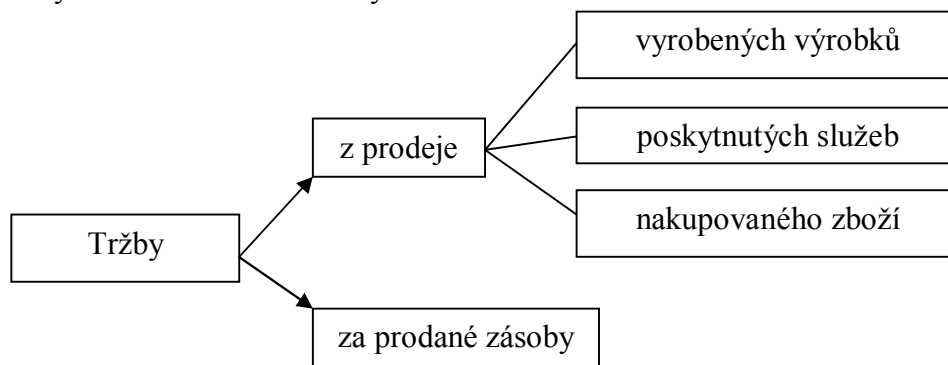 vyrobených výrobků
z prodeje
poskytnutých služeb
nakupovaného zboží
Tržby
za prodané zásoby